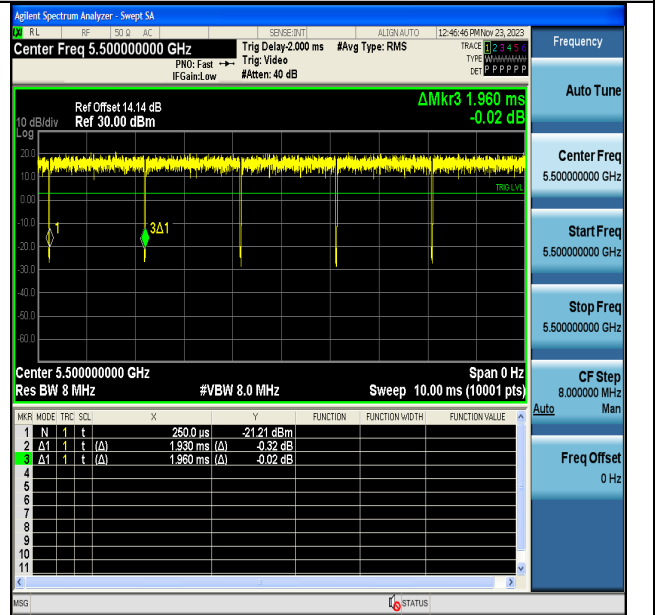 Agilent Spectrum Analyzer - Swept SA
RL RF 50 Ω AC SENSE:INT ALIGN AUTO 12:46:46 PM Nov 23, 2023
Center Freq 5.500000000 GHz
Trig Delay-2.000 ms #Avg Type: RMS
TRACE 1 2 3 4 5 6
PNO: Fast Trig: Video
TYPE
IFGain:Low #Atten: 40 dB
DET P P P P P P
Ref Offset 14.14 dB
ΔMkr3 1.960 ms
10 dB/div Ref 30.00 dBm
-0.02 dB
Log
20.0
10.0
TRIG LVL
0.00
-10.0
1
3Δ1
-20.0
-30.0
-40.0
-50.0
-60.0
Center 5.500000000 GHz Span 0 Hz
Res BW 8 MHz #VBW 8.0 MHz Sweep 10.00 ms (10001 pts)
MKR MODE TRC SCL X Y FUNCTION FUNCTION WIDTH FUNCTION VALUE
1 N 1 t 250.0 µs -21.21 dBm
2 Δ1 1 t (Δ) 1.930 ms (Δ) -0.32 dB
3 Δ1 1 t (Δ) 1.960 ms (Δ) -0.02 dB
4
5
6
7
8
9
10
11
MSG STATUS
Frequency
Auto Tune
Center Freq
5.500000000 GHz
Start Freq
5.500000000 GHz
Stop Freq
5.500000000 GHz
CF Step
8.000000 MHz
Auto Man
Freq Offset
0 Hz